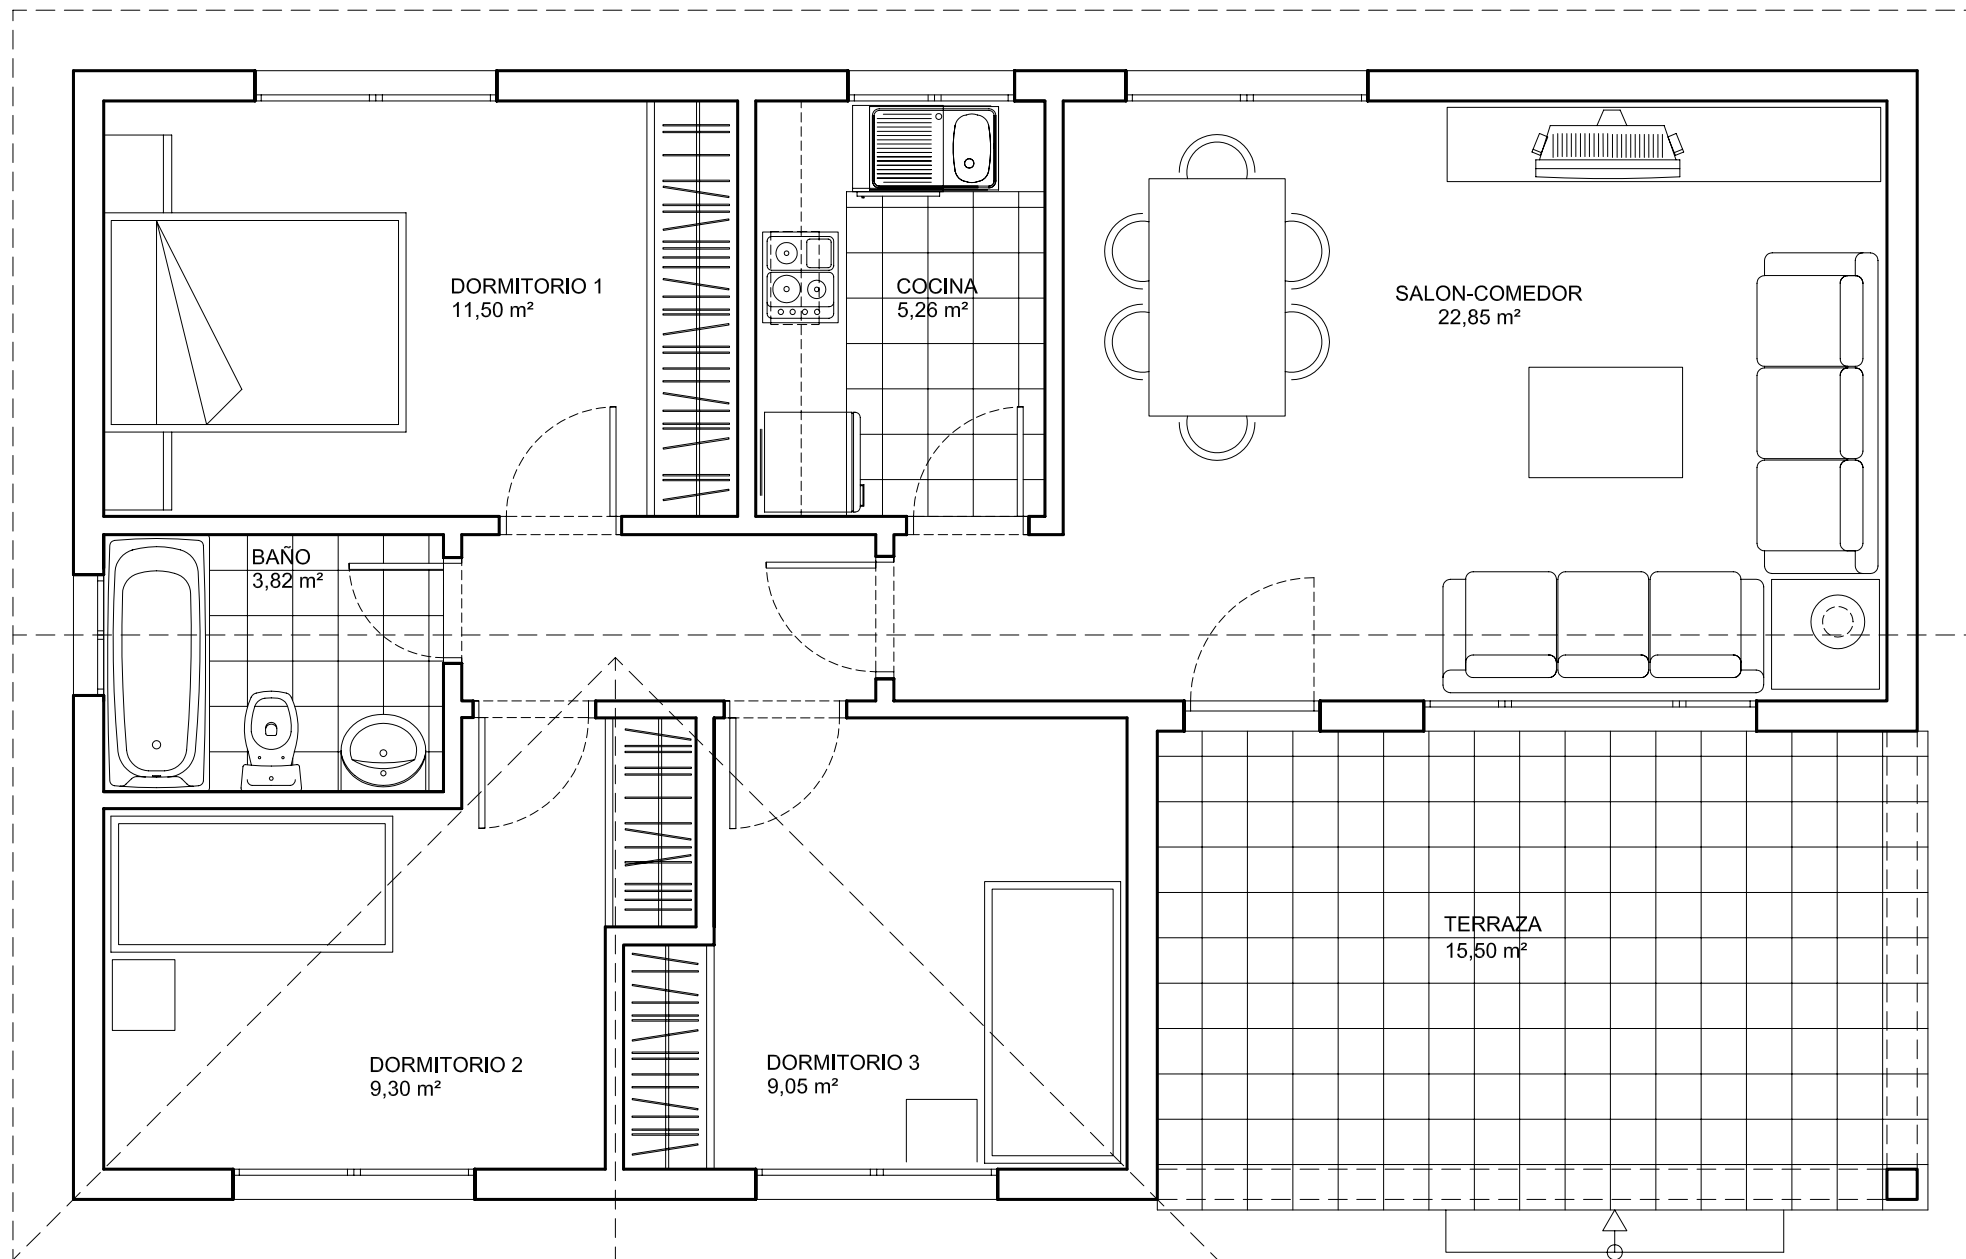 DORMITORIO 1
11,50 m²
COCINA
5,26 m²
SALON-COMEDOR
22,85 m²
BAÑO
3,82 m²
TERRAZA
15,50 m²
DORMITORIO 2
9,30 m²
DORMITORIO 3
9,05 m²